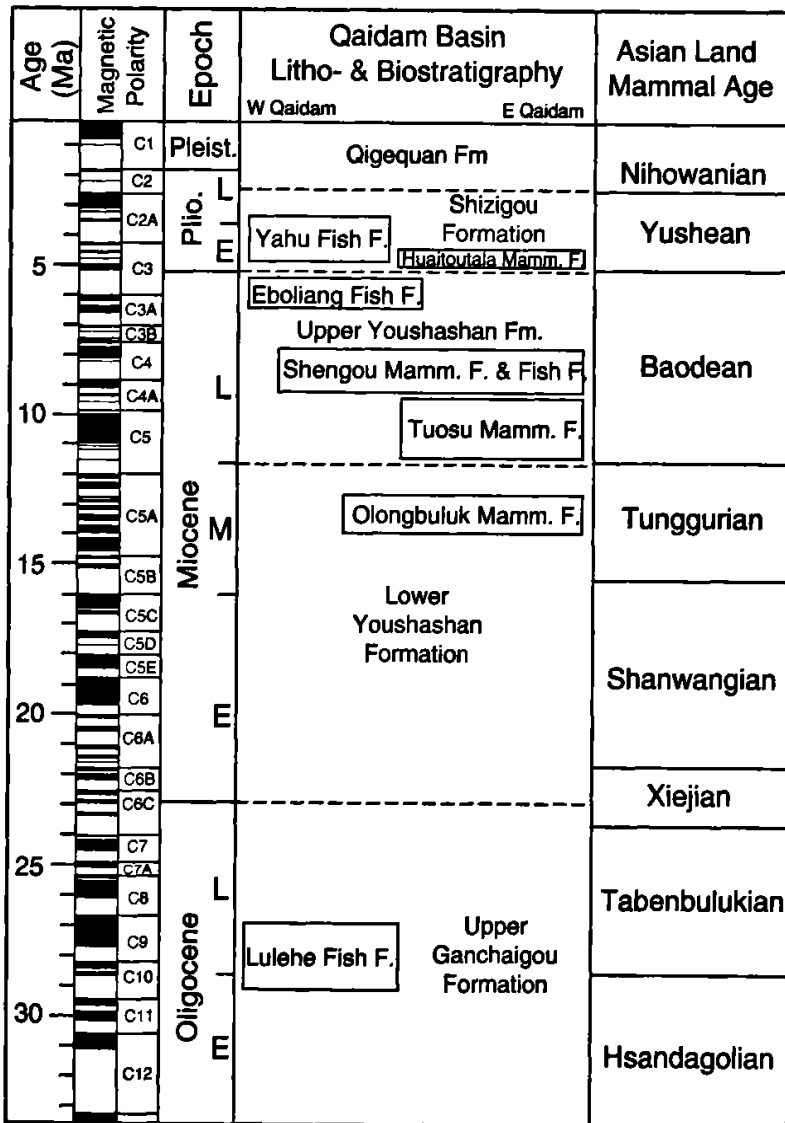 Age
(Ma)
Magnetic
Polarity
Epoch
Qaidam Basin
Litho- & Biostratigraphy
W Qaidam
E Qaidam
Asian Land
Mammal Age
C1
C2
C2A
C3
C3A
C3B
C4
C4A
C5
C5A
C5B
C5C
C5D
C5E
C6
C6A
C6B
C6C
C7
C7A
C8
C9
C10
C11
C12
5
10
15
20
25
30
Pleist.
Plio.
L
E
Miocene
L
M
E
Oligocene
L
E
Qigequan Fm
Shizigou
Formation
Yahu Fish F.
Huaitoutala Mamm. F.
Eboliang Fish F.
Upper Youshashan Fm.
Shengou Mamm. F. & Fish F.
Tuosu Mamm. F.
Olongbuluk Mamm. F.
Lower
Youshashan
Formation
Lulehe Fish F.
Upper
Ganchaigou
Formation
Nihowanian
Yushean
Baodean
Tunggurian
Shanwangian
Xiejian
Tabenbulukian
Hsandagolian